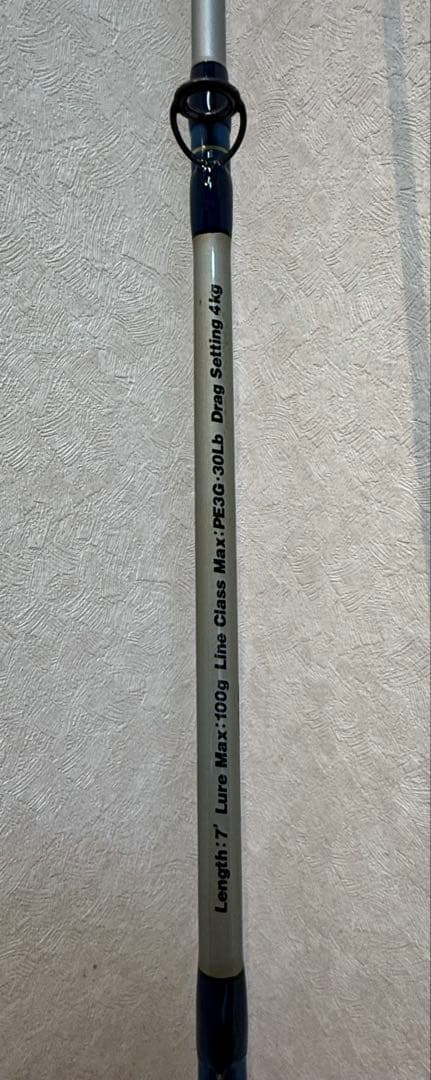 Length:7' Lure Max:100g Line Class Max:PE3G·30Lb Drag Setting 4kg